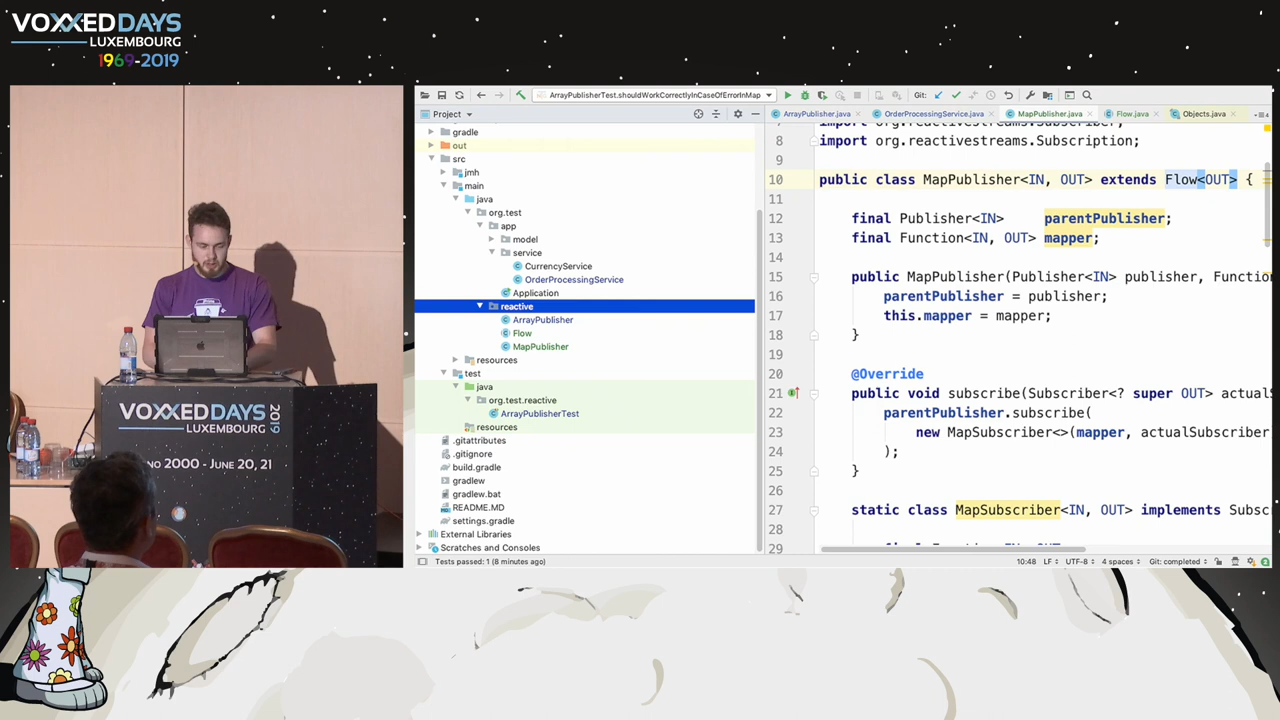 VOXXED DAYS
LUXEMBOURG
1969-2019
VOXXED DAYS
LUXEMBOURG
2019
NO 2000 - JUNE 20, 21
ArrayPublisherTest.shouldWorkCorrectlyInCaseOfErrorInMap
Git:
Project
gradle
out
src
jmh
main
java
org.test
app
model
service
CurrencyService
OrderProcessingService
Application
reactive
ArrayPublisher
Flow
MapPublisher
resources
test
java
org.test.reactive
ArrayPublisherTest
resources
.gitattributes
.gitignore
build.gradle
gradlew
gradlew.bat
README.MD
settings.gradle
External Libraries
Scratches and Consoles
ArrayPublisher.java
OrderProcessingService.java
MapPublisher.java
Flow.java
Objects.java
import org.reactivestreams.Subscriber;
8 import org.reactivestreams.Subscription;
9
10 public class MapPublisher<IN, OUT> extends Flow<OUT> {
11
12 final Publisher<IN> parentPublisher;
13 final Function<IN, OUT> mapper;
14
15 public MapPublisher(Publisher<IN> publisher, Function
16 parentPublisher = publisher;
17 this.mapper = mapper;
18 }
19
20 @Override
21 public void subscribe(Subscriber<? super OUT> actualS
22 parentPublisher.subscribe(
23 new MapSubscriber<>(mapper, actualSubscriber
24 );
25 }
26
27 static class MapSubscriber<IN, OUT> implements Subsc
28
29
Tests passed: 1 (8 minutes ago)
10:48 LF UTF-8 4 spaces Git: completed